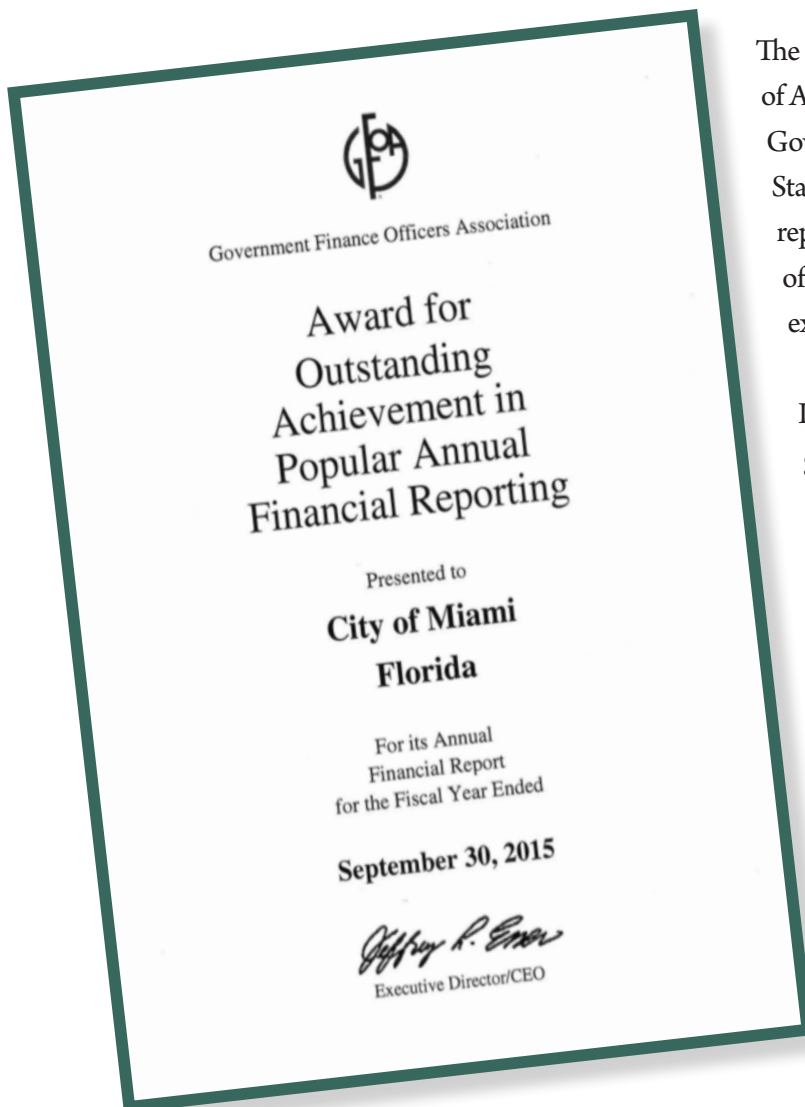 GFOA
Government Finance Officers Association
Award for
Outstanding
Achievement in
Popular Annual
Financial Reporting
Presented to
City of Miami
Florida
For its Annual
Financial Report
for the Fiscal Year Ended
September 30, 2015
Executive Director/CEO
The
of A
Gov
Sta
rep
of
ex